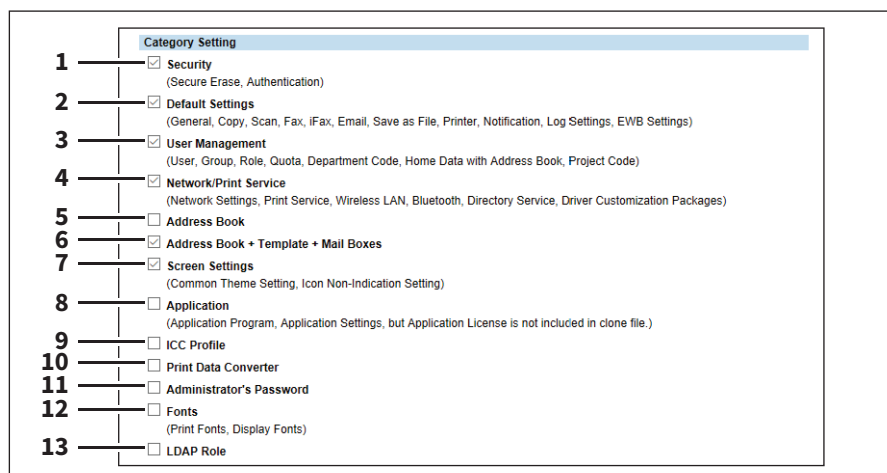 Category Setting
1 Security
(Secure Erase, Authentication)
2 Default Settings
(General, Copy, Scan, Fax, iFax, Email, Save as File, Printer, Notification, Log Settings, EWB Settings)
3 User Management
(User, Group, Role, Quota, Department Code, Home Data with Address Book, Project Code)
4 Network/Print Service
(Network Settings, Print Service, Wireless LAN, Bluetooth, Directory Service, Driver Customization Packages)
5 Address Book
6 Address Book + Template + Mail Boxes
7 Screen Settings
(Common Theme Setting, Icon Non-Indication Setting)
8 Application
(Application Program, Application Settings, but Application License is not included in clone file.)
9 ICC Profile
10 Print Data Converter
11 Administrator's Password
12 Fonts
(Print Fonts, Display Fonts)
13 LDAP Role